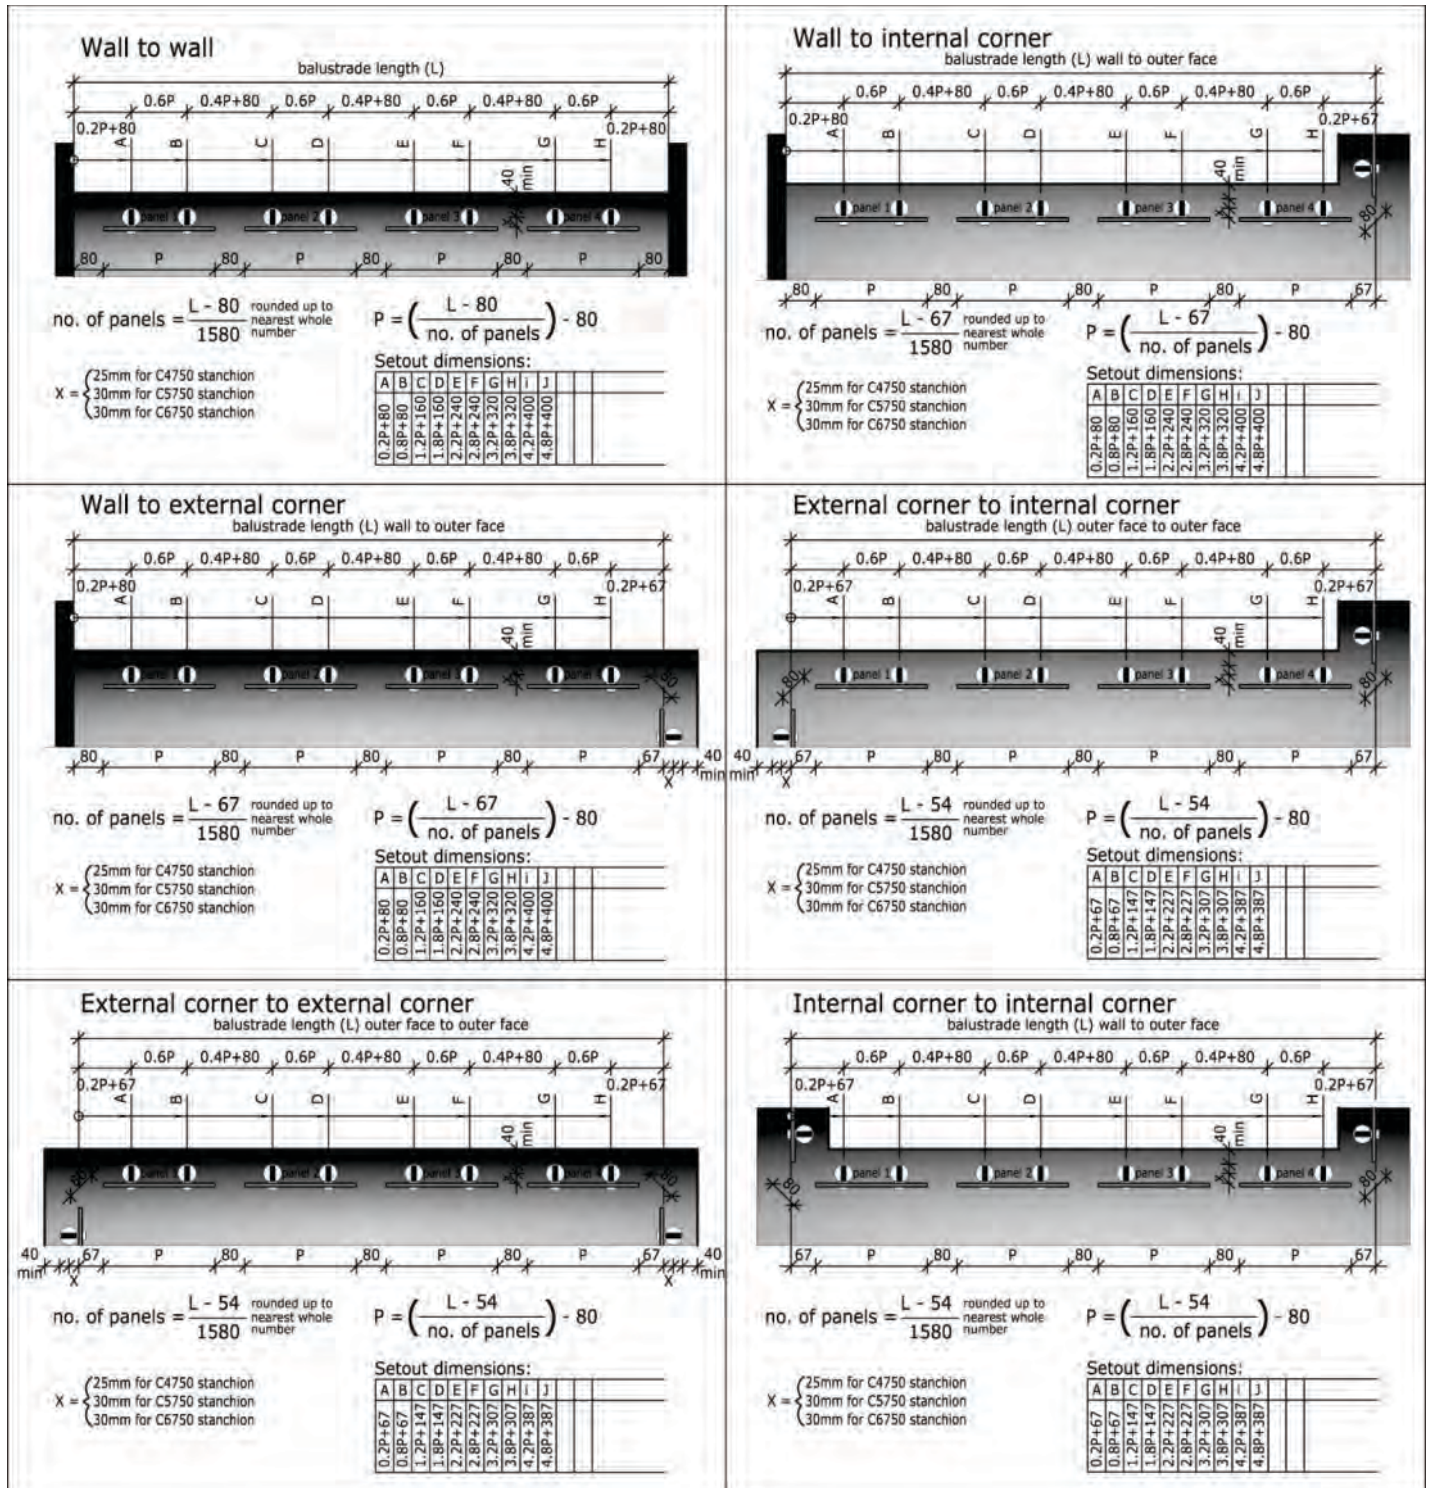 Wall to wall
balustrade length (L)
0.6P 0.4P+80 0.6P 0.4P+80 0.6P 0.4P+80 0.6P
0.2P+80 0.2P+80
A B C D E F G H
40 min
panel 1 panel 2 panel 3 panel 4
X
80 P 80 P 80 P 80 P 80
no. of panels = L - 80 / 1580 rounded up to nearest whole number
P = ( L - 80 / no. of panels ) - 80
X = { 25mm for C4750 stanchion
30mm for C5750 stanchion
30mm for C6750 stanchion
Setout dimensions:
A B C D E F G H i J
0.2P+80 0.8P+80 1.2P+160 1.8P+160 2.2P+240 2.8P+240 3.2P+320 3.8P+320 4.2P+400 4.8P+400
Wall to internal corner
balustrade length (L) wall to outer face
0.6P 0.4P+80 0.6P 0.4P+80 0.6P 0.4P+80 0.6P
0.2P+80 0.2P+67
A B C D E F G H
40 min
panel 1 panel 2 panel 3 panel 4
X 80
80 P 80 P 80 P 80 P 67
no. of panels = L - 67 / 1580 rounded up to nearest whole number
P = ( L - 67 / no. of panels ) - 80
X = { 25mm for C4750 stanchion
30mm for C5750 stanchion
30mm for C6750 stanchion
Setout dimensions:
A B C D E F G H i J
0.2P+80 0.8P+80 1.2P+160 1.8P+160 2.2P+240 2.8P+240 3.2P+320 3.8P+320 4.2P+400 4.8P+400
Wall to external corner
balustrade length (L) wall to outer face
0.6P 0.4P+80 0.6P 0.4P+80 0.6P 0.4P+80 0.6P
0.2P+80 0.2P+67
A B C D E F G H
40 min
panel 1 panel 2 panel 3 panel 4
X 80
80 P 80 P 80 P 80 P 67 X 40 min
no. of panels = L - 67 / 1580 rounded up to nearest whole number
P = ( L - 67 / no. of panels ) - 80
X = { 25mm for C4750 stanchion
30mm for C5750 stanchion
30mm for C6750 stanchion
Setout dimensions:
A B C D E F G H i J
0.2P+80 0.8P+80 1.2P+160 1.8P+160 2.2P+240 2.8P+240 3.2P+320 3.8P+320 4.2P+400 4.8P+400
External corner to internal corner
balustrade length (L) outer face to outer face
0.6P 0.4P+80 0.6P 0.4P+80 0.6P 0.4P+80 0.6P
0.2P+67 0.2P+67
A B C D E F G H
40 min
panel 1 panel 2 panel 3 panel 4
80 X 80
40 min X 67 P 80 P 80 P 80 P 67
no. of panels = L - 54 / 1580 rounded up to nearest whole number
P = ( L - 54 / no. of panels ) - 80
X = { 25mm for C4750 stanchion
30mm for C5750 stanchion
30mm for C6750 stanchion
Setout dimensions:
A B C D E F G H i J
0.2P+67 0.8P+67 1.2P+147 1.8P+147 2.2P+227 2.8P+227 3.2P+307 3.8P+307 4.2P+387 4.8P+387
External corner to external corner
balustrade length (L) outer face to outer face
0.6P 0.4P+80 0.6P 0.4P+80 0.6P 0.4P+80 0.6P
0.2P+67 0.2P+67
A B C D E F G H
40 min
panel 1 panel 2 panel 3 panel 4
80 X 80
40 min X 67 P 80 P 80 P 80 P 67 X 40 min
no. of panels = L - 54 / 1580 rounded up to nearest whole number
P = ( L - 54 / no. of panels ) - 80
X = { 25mm for C4750 stanchion
30mm for C5750 stanchion
30mm for C6750 stanchion
Setout dimensions:
A B C D E F G H i J
0.2P+67 0.8P+67 1.2P+147 1.8P+147 2.2P+227 2.8P+227 3.2P+307 3.8P+307 4.2P+387 4.8P+387
Internal corner to internal corner
balustrade length (L) wall to outer face
0.6P 0.4P+80 0.6P 0.4P+80 0.6P 0.4P+80 0.6P
0.2P+67 0.2P+67
A B C D E F G H
40 min
panel 1 panel 2 panel 3 panel 4
80 X 80
67 P 80 P 80 P 80 P 67
no. of panels = L - 54 / 1580 rounded up to nearest whole number
P = ( L - 54 / no. of panels ) - 80
X = { 25mm for C4750 stanchion
30mm for C5750 stanchion
30mm for C6750 stanchion
Setout dimensions:
A B C D E F G H i J
0.2P+67 0.8P+67 1.2P+147 1.8P+147 2.2P+227 2.8P+227 3.2P+307 3.8P+307 4.2P+387 4.8P+387